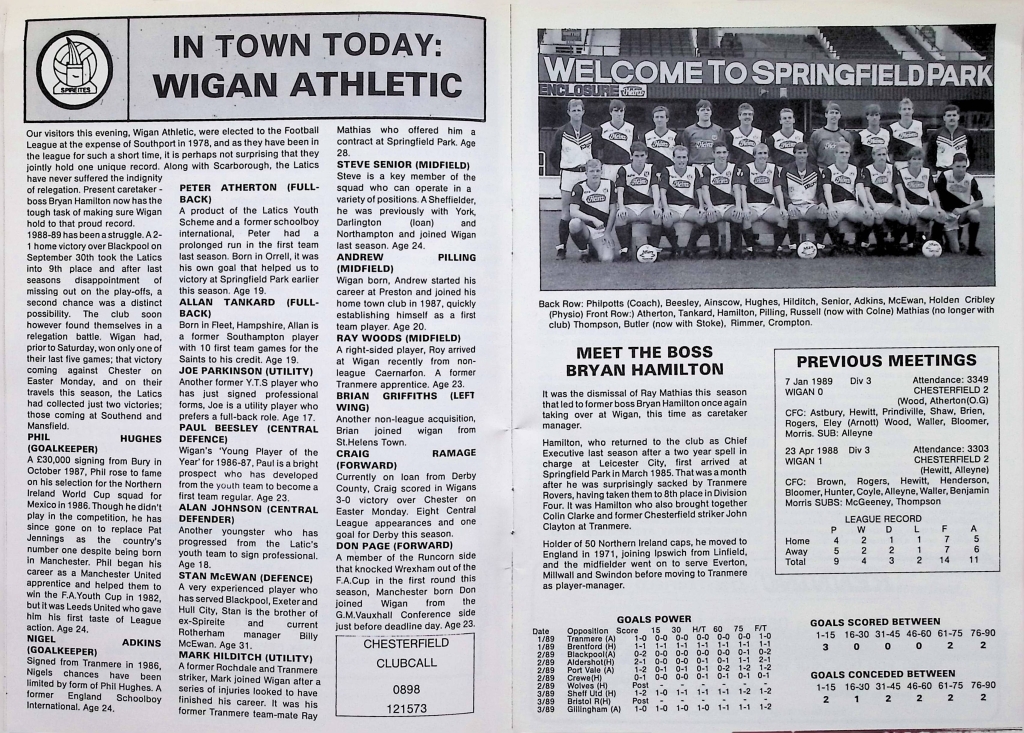 SPIREITES
IN TOWN TODAY:
WIGAN ATHLETIC
Our visitors this evening, Wigan Athletic, were elected to the Football
League at the expense of Southport in 1978, and as they have been in
the league for such a short time, it is perhaps not surprising that they
jointly hold one unique record. Along with Scarborough, the Latics
have never suffered the indignity
of relegation. Present caretaker -
boss Bryan Hamilton now has the
tough task of making sure Wigan
hold to that proud record.
1988-89 has been a struggle. A 2-
1 home victory over Blackpool on
September 30th took the Latics
into 9th place and after last
seasons disappointment of
missing out on the play-offs, a
second chance was a distinct
possibility. The club soon
however found themselves in a
relegation battle. Wigan had,
prior to Saturday, won only one of
their last five games; that victory
coming against Chester on
Easter Monday, and on their
travels this season, the Latics
had collected just two victories;
those coming at Southend and
Mansfield.
PHIL HUGHES
(GOALKEEPER)
A £30,000 signing from Bury in
October 1987, Phil rose to fame
on his selection for the Northern
Ireland World Cup squad for
Mexico in 1986. Though he didn't
play in the competition, he has
since gone on to replace Pat
Jennings as the country's
number one despite being born
in Manchester. Phil began his
career as a Manchester United
apprentice and helped them to
win the F.A.Youth Cup in 1982,
but it was Leeds United who gave
him his first taste of League
action. Age 24.
NIGEL ADKINS
(GOALKEEPER)
Signed from Tranmere in 1986,
Nigels chances have been
limited by form of Phil Hughes. A
former England Schoolboy
International. Age 24.
PETER ATHERTON (FULL-
BACK)
A product of the Latics Youth
Scheme and a former schoolboy
international, Peter had a
prolonged run in the first team
last season. Born in Orrell, it was
his own goal that helped us to
victory at Springfield Park earlier
this season. Age 19.
ALLAN TANKARD (FULL-
BACK)
Born in Fleet, Hampshire, Allan is
a former Southampton player
with 10 first team games for the
Saints to his credit. Age 19.
JOE PARKINSON (UTILITY)
Another former Y.T.S player who
has just signed professional
forms, Joe is a utility player who
prefers a full-back role. Age 17.
PAUL BEESLEY (CENTRAL
DEFENCE)
Wigan's 'Young Player of the
Year' for 1986-87, Paul is a bright
prospect who has developed
from the youth team to become a
first team regular. Age 23.
ALAN JOHNSON (CENTRAL
DEFENDER)
Another youngster who has
progressed from the Latic's
youth team to sign professional.
Age 18.
STAN McEWAN (DEFENCE)
A very experienced player who
has served Blackpool, Exeter and
Hull City, Stan is the brother of
ex-Spireite and current
Rotherham manager Billy
McEwan. Age 31.
MARK HILDITCH (UTILITY)
A former Rochdale and Tranmere
striker, Mark joined Wigan after a
series of injuries looked to have
finished his career. It was his
former Tranmere team-mate Ray
Mathias who offered him a
contract at Springfield Park. Age
28.
STEVE SENIOR (MIDFIELD)
Steve is a key member of the
squad who can operate in a
variety of positions. A Sheffielder,
he was previously with York,
Darlington (loan) and
Northampton and joined Wigan
last season. Age 24.
ANDREW PILLING
(MIDFIELD)
Wigan born, Andrew started his
career at Preston and joined his
home town club in 1987, quickly
establishing himself as a first
team player. Age 20.
RAY WOODS (MIDFIELD)
A right-sided player, Roy arrived
at Wigan recently from non-
league Caernarfon. A former
Tranmere apprentice. Age 23.
BRIAN GRIFFITHS (LEFT
WING)
Another non-league acquisition,
Brian joined wigan from
St.Helens Town.
CRAIG RAMAGE
(FORWARD)
Currently on loan from Derby
County, Craig scored in Wigans
3-0 victory over Chester on
Easter Monday. Eight Central
League appearances and one
goal for Derby this season.
DON PAGE (FORWARD)
A member of the Runcorn side
that knocked Wrexham out of the
F.A.Cup in the first round this
season, Manchester born Don
joined Wigan from the
G.M.Vauxhall Conference side
just before deadline day. Age 23.
CHESTERFIELD
CLUBCALL
0898
121573
WELCOME TO SPRINGFIELD PARK
ENCLOSURE Heinz
Back Row: Philpotts (Coach), Beesley, Ainscow, Hughes, Hilditch, Senior, Adkins, McEwan, Holden Cribley
(Physio) Front Row:) Atherton, Tankard, Hamilton, Pilling, Russell (now with Colne) Mathias (no longer with
club) Thompson, Butler (now with Stoke), Rimmer, Crompton.
MEET THE BOSS
BRYAN HAMILTON
It was the dismissal of Ray Mathias this season
that led to former boss Bryan Hamilton once again
taking over at Wigan, this time as caretaker
manager.
Hamilton, who returned to the club as Chief
Executive last season after a two year spell in
charge at Leicester City, first arrived at
Springfield Park in March 1985. That was a month
after he was surprisingly sacked by Tranmere
Rovers, having taken them to 8th place in Division
Four. It was Hamilton who also brought together
Colin Clarke and former Chesterfield striker John
Clayton at Tranmere.
Holder of 50 Northern Ireland caps, he moved to
England in 1971, joining Ipswich from Linfield,
and the midfielder went on to serve Everton,
Millwall and Swindon before moving to Tranmere
as player-manager.
PREVIOUS MEETINGS
7 Jan 1989 Div 3 Attendance: 3349
WIGAN 0 CHESTERFIELD 2
(Wood, Atherton(O.G)
CFC: Astbury, Hewitt, Prindiville, Shaw, Brien,
Rogers, Eley (Arnott) Wood, Waller, Bloomer,
Morris. SUB: Alleyne
23 Apr 1988 Div 3 Attendance: 3303
WIGAN 1 CHESTERFIELD 2
(Hewitt, Alleyne)
CFC: Brown, Rogers, Hewitt, Henderson,
Bloomer, Hunter, Coyle, Alleyne, Waller, Benjamin
Morris SUBS: McGeeney, Thompson
LEAGUE RECORD
P W D L F A
Home 4 2 1 1 7 5
Away 5 2 2 1 7 6
Total 9 4 3 2 14 11
GOALS POWER
Date Opposition Score 15 30 H/T 60 75 F/T
1/89 Tranmere (A) 1-0 0-0 0-0 0-0 0-0 0-0 1-0
1/89 Brentford (H) 1-1 1-1 1-1 1-1 1-1 1-1 1-1
2/89 Blackpool(A) 0-2 0-0 0-0 0-0 0-0 0-1 0-2
2/89 Aldershot(H) 2-1 0-0 0-0 0-1 0-1 1-1 2-1
2/89 Port Vale (A) 1-2 0-1 0-1 0-1 0-2 1-2 1-2
2/89 Crewe(H) 0-1 0-0 0-0 0-1 0-1 0-1 0-1
2/89 Wolves (H) Post - - - - - -
3/89 Sheff Utd (H) 1-2 1-0 1-1 1-1 1-1 1-2 1-2
3/89 Bristol R(H) Post - - - - - -
3/89 Gillingham (A) 1-0 1-0 1-0 1-0 1-1 1-1 1-2
GOALS SCORED BETWEEN
1-15 16-30 31-45 46-60 61-75 76-90
3 0 0 0 2 2
GOALS CONCEDED BETWEEN
1-15 16-30 31-45 46-60 61-75 76-90
2 1 2 2 2 2